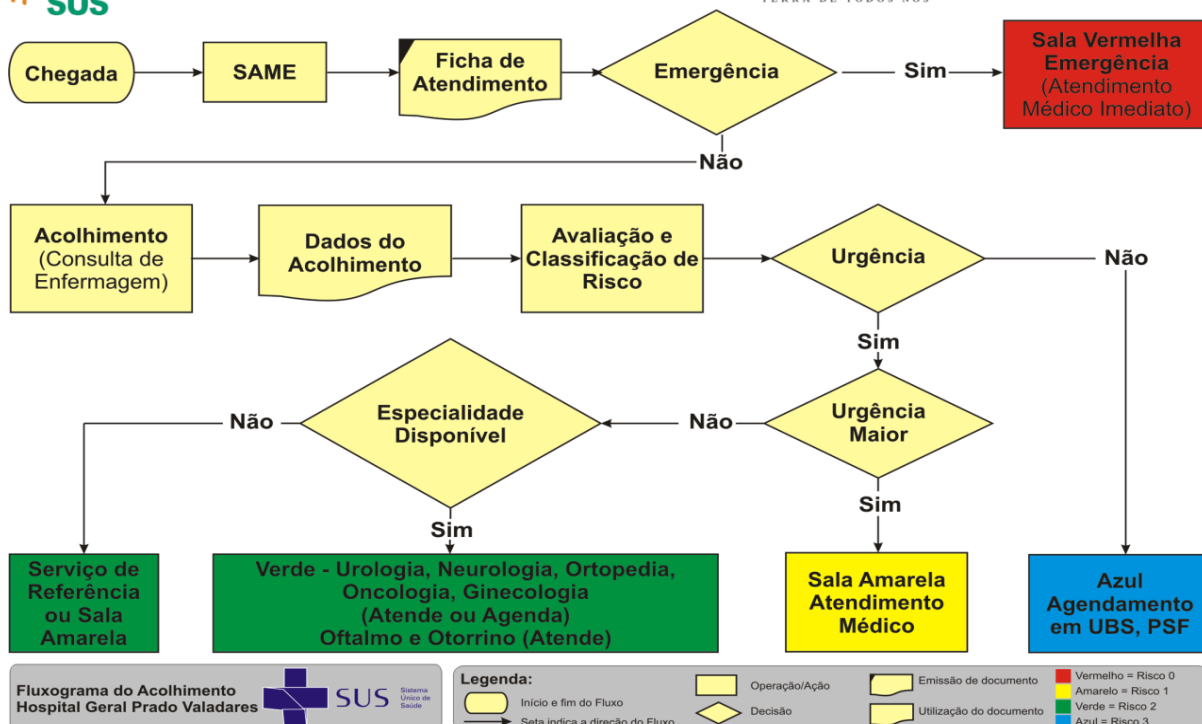 SUS
TERRA DE TODOS NÓS
Chegada
SAME
Ficha de
Atendimento
Emergência
Sim
Sala Vermelha
Emergência
(Atendimento
Médico Imediato)
Não
Acolhimento
(Consulta de
Enfermagem)
Dados do
Acolhimento
Avaliação e
Classificação de
Risco
Urgência
Não
Sim
Não
Especialidade
Disponível
Não
Urgência
Maior
Sim
Sim
Serviço de
Referência
ou Sala
Amarela
Verde - Urologia, Neurologia, Ortopedia,
Oncologia, Ginecologia
(Atende ou Agenda)
Oftalmo e Otorrino (Atende)
Sala Amarela
Atendimento
Médico
Azul
Agendamento
em UBS, PSF
Fluxograma do Acolhimento
Hospital Geral Prado Valadares
SUS
Sistema
Único de
Saúde
Legenda:
Início e fim do Fluxo
Seta indica a direção do Fluxo
Operação/Ação
Decisão
Emissão de documento
Utilização do documento
Vermelho = Risco 0
Amarelo = Risco 1
Verde = Risco 2
Azul = Risco 3